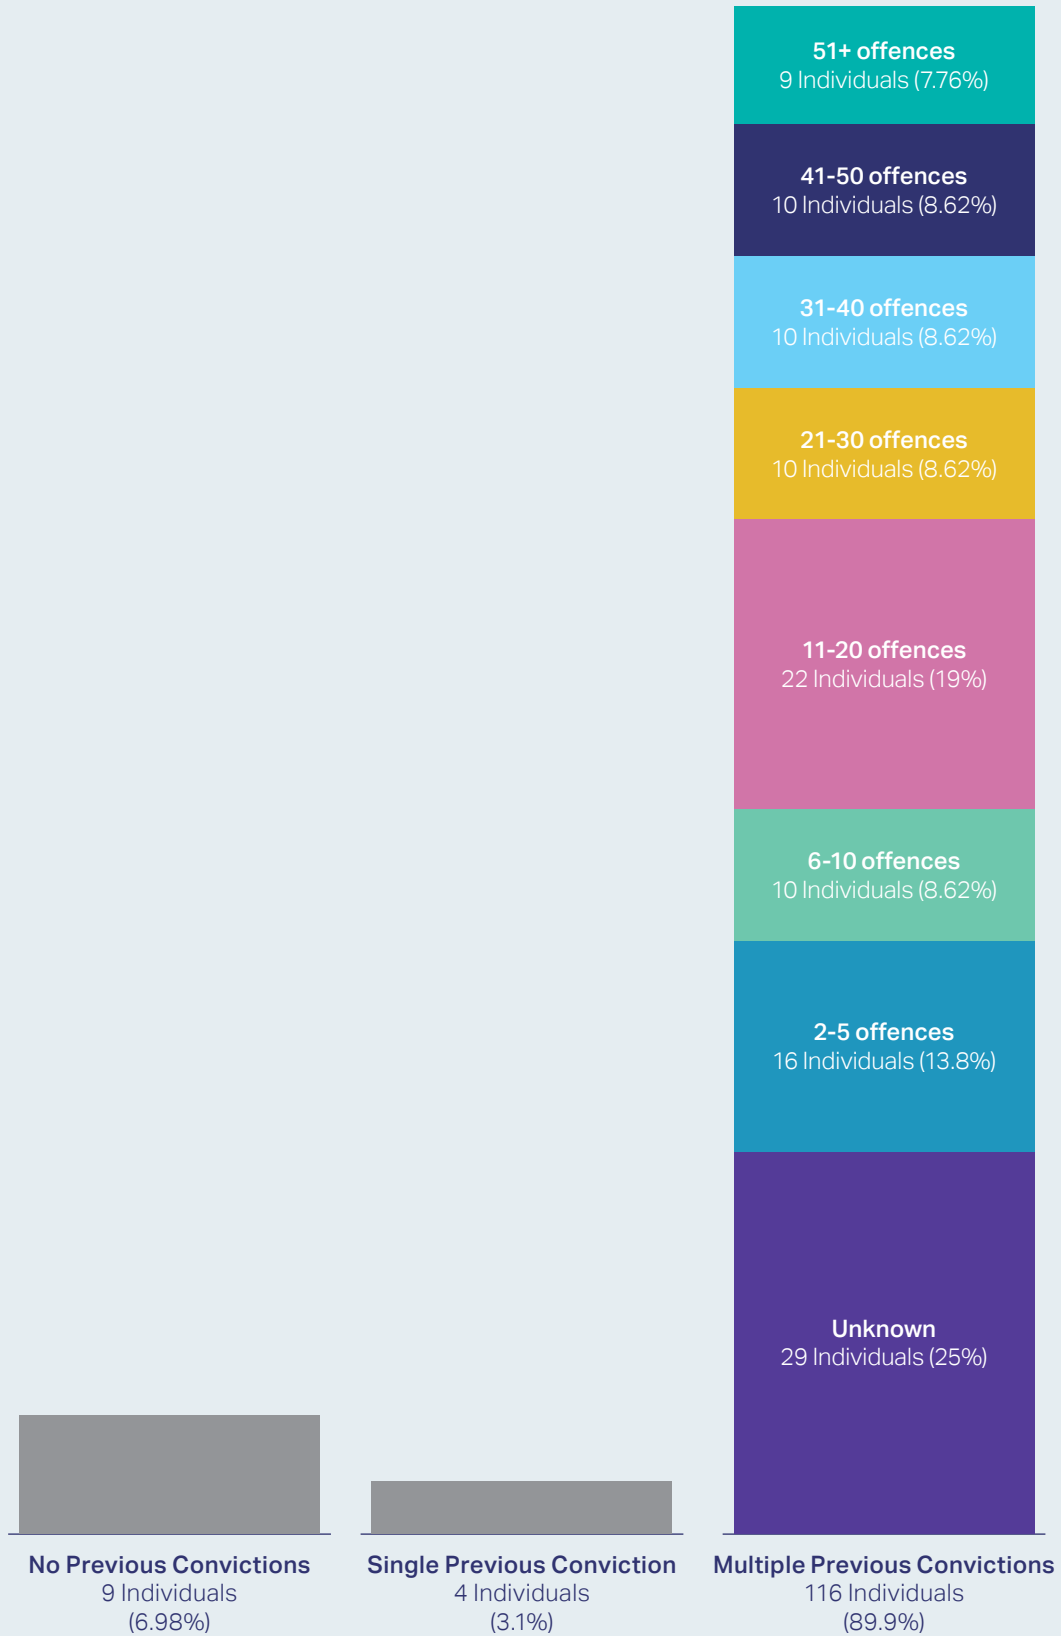 51+ offences
9 Individuals (7.76%)
41-50 offences
10 Individuals (8.62%)
31-40 offences
10 Individuals (8.62%)
21-30 offences
10 Individuals (8.62%)
11-20 offences
22 Individuals (19%)
6-10 offences
10 Individuals (8.62%)
2-5 offences
16 Individuals (13.8%)
Unknown
29 Individuals (25%)
No Previous Convictions
9 Individuals
(6.98%)
Single Previous Conviction
4 Individuals
(3.1%)
Multiple Previous Convictions
116 Individuals
(89.9%)